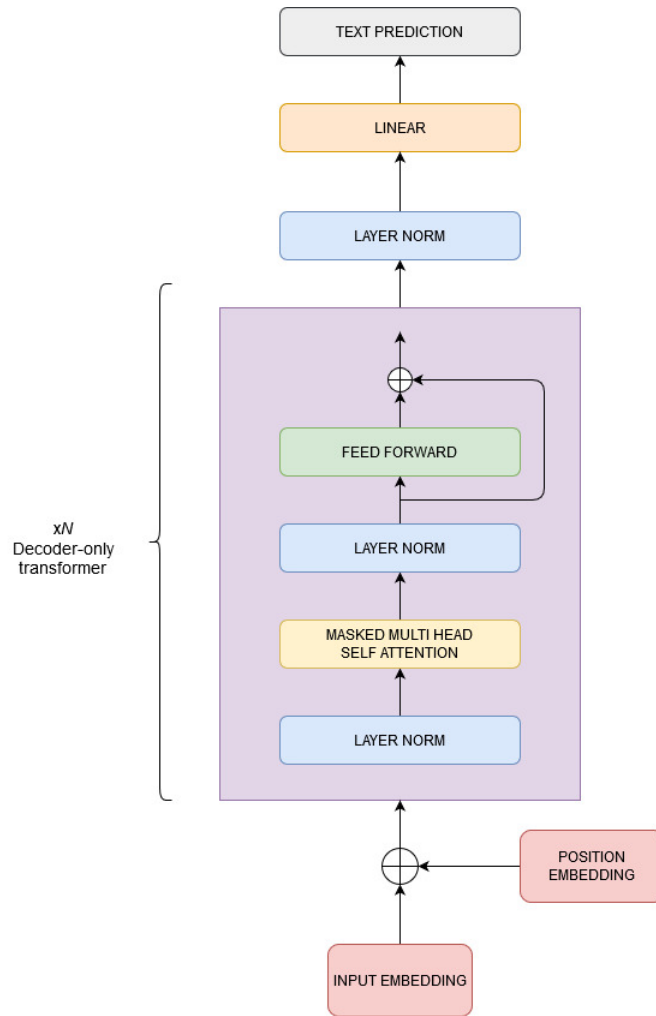 TEXT PREDICTION
LINEAR
LAYER NORM
FEED FORWARD
LAYER NORM
xN
Decoder-only
transformer
MASKED MULTI HEAD
SELF ATTENTION
LAYER NORM
POSITION
EMBEDDING
INPUT EMBEDDING